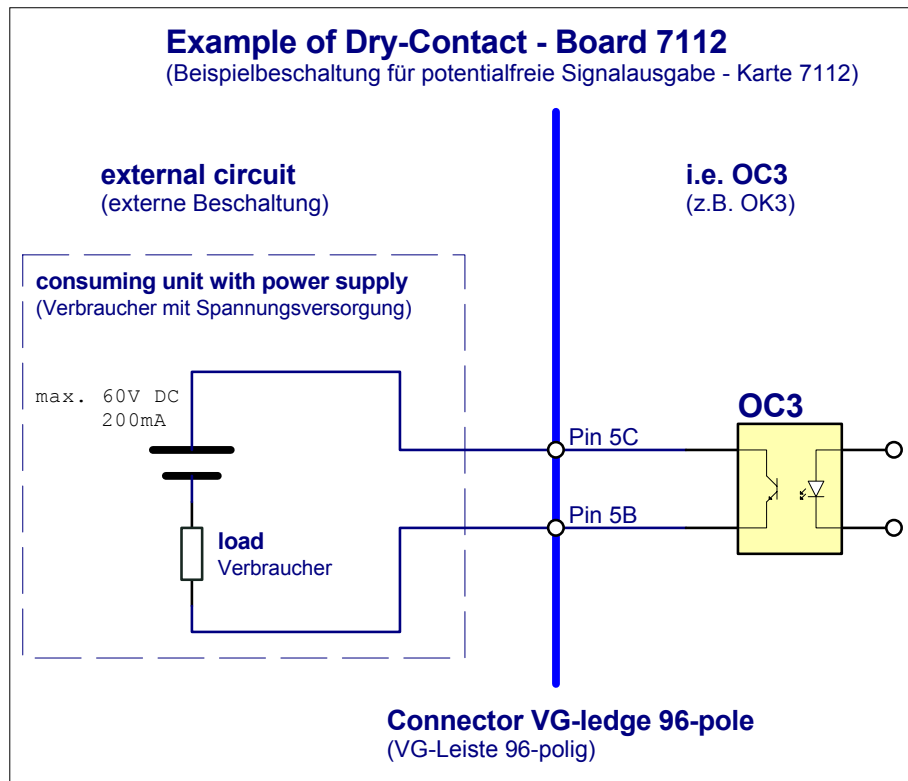 Example of Dry-Contact - Board 7112
(Beispielbeschaltung für potentialfreie Signalausgabe - Karte 7112)
external circuit
(externe Beschaltung)
i.e. OC3
(z.B. OK3)
consuming unit with power supply
(Verbraucher mit Spannungsversorgung)
max. 60V DC
200mA
OC3
Pin 5C
Pin 5B
load
Verbraucher
Connector VG-ledge 96-pole
(VG-Leiste 96-polig)